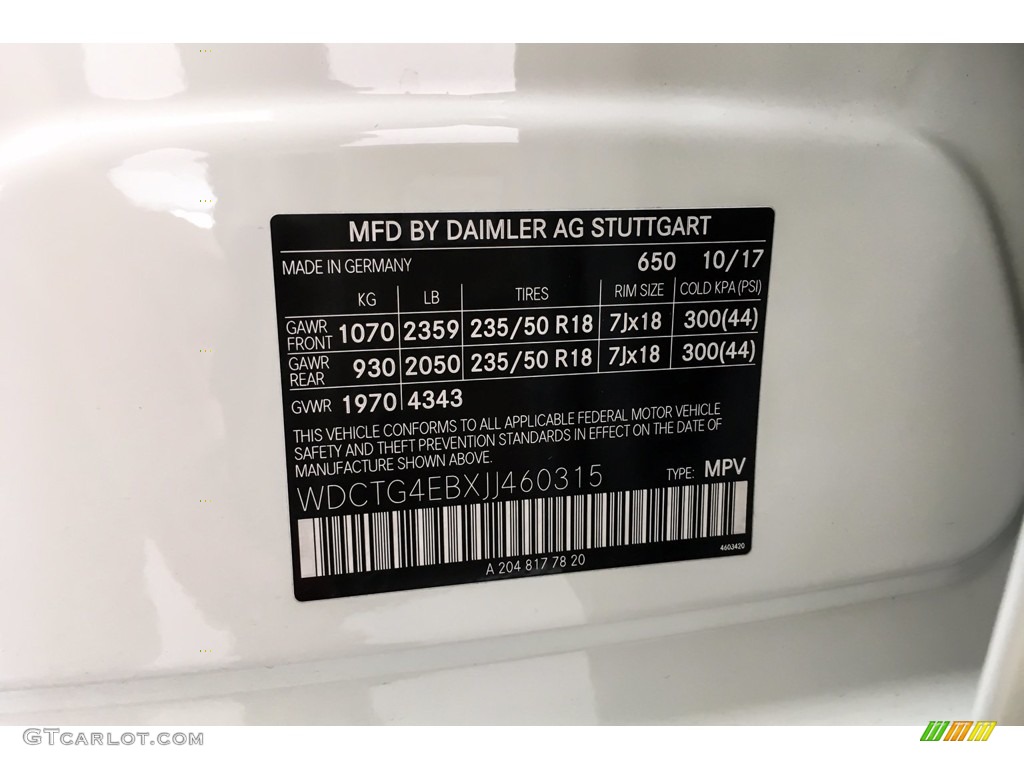 MFD BY DAIMLER AG STUTTGART
MADE IN GERMANY 650 10/17
KG LB TIRES RIM SIZE COLD KPA (PSI)
GAWR FRONT 1070 2359 235/50 R18 7Jx18 300(44)
GAWR REAR 930 2050 235/50 R18 7Jx18 300(44)
GVWR 1970 4343
THIS VEHICLE CONFORMS TO ALL APPLICABLE FEDERAL MOTOR VEHICLE
SAFETY AND THEFT PREVENTION STANDARDS IN EFFECT ON THE DATE OF
MANUFACTURE SHOWN ABOVE.
WDCTG4EBXJJ460315 TYPE: MPV
4603420
A 204 817 78 20
GTCARLOT.COM